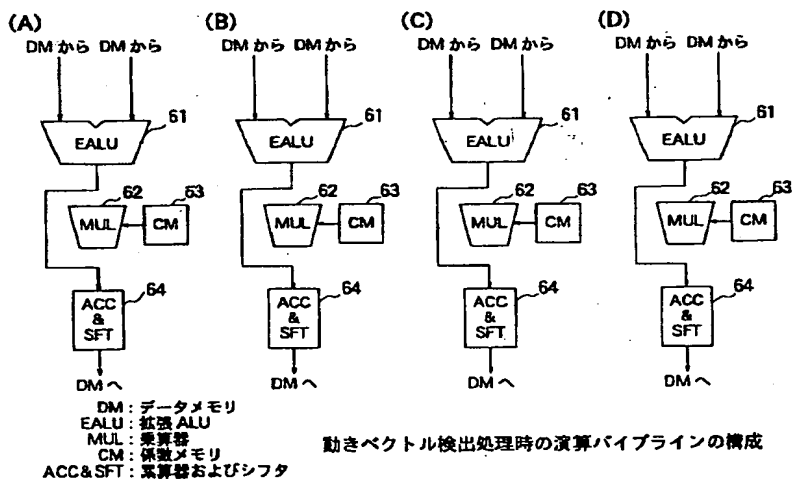 (A) (B) (C) (D)
DM から DM から DM から DM から DM から DM から DM から DM から
61 61 61 61
EALU EALU EALU EALU
62 63 62 63 62 63 62 63
MUL CM MUL CM MUL CM MUL CM
64 64 64 64
ACC ACC ACC ACC
& & & &
SFT SFT SFT SFT
DM へ DM へ DM へ DM へ
DM : データメモリ
EALU : 拡張 ALU
MUL : 乗算器
CM : 係数メモリ
ACC&SFT : 累算器およびシフタ
動きベクトル検出処理時の演算パイプラインの構成